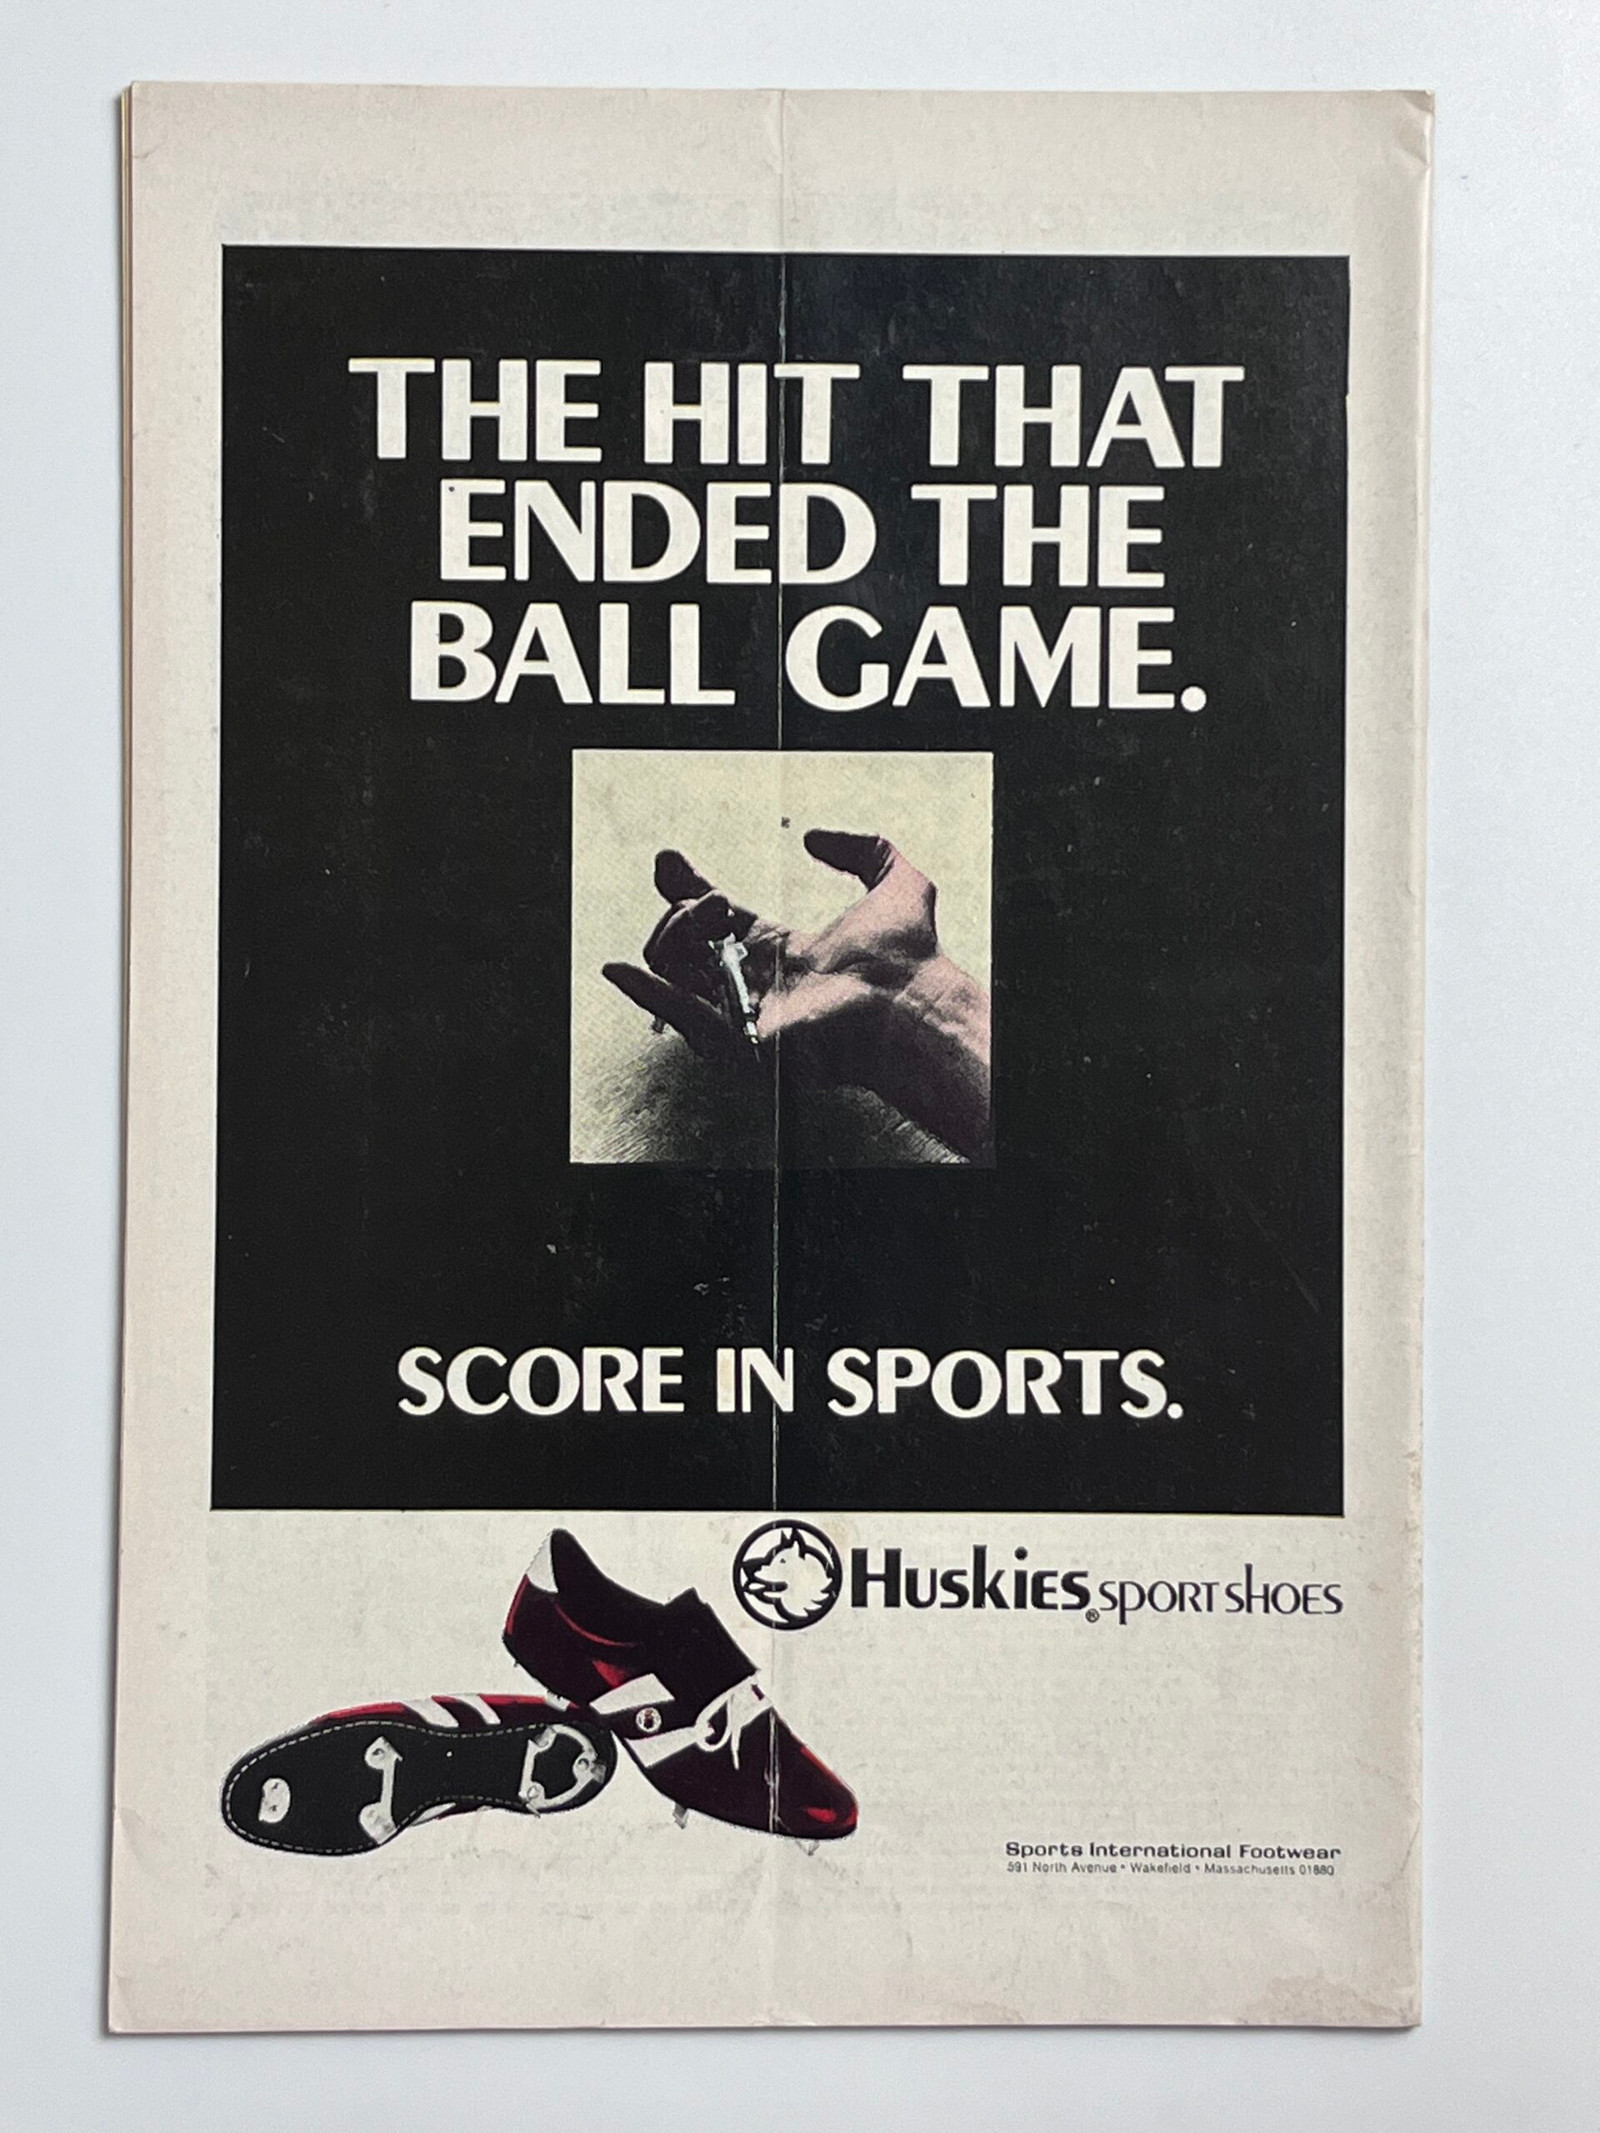 THE HIT THAT
ENDED THE
BALL GAME.
SCORE IN SPORTS.
HUSKIES® SPORT SHOES
Sports International Footwear
591 North Avenue • Wakefield • Massachusetts 01880